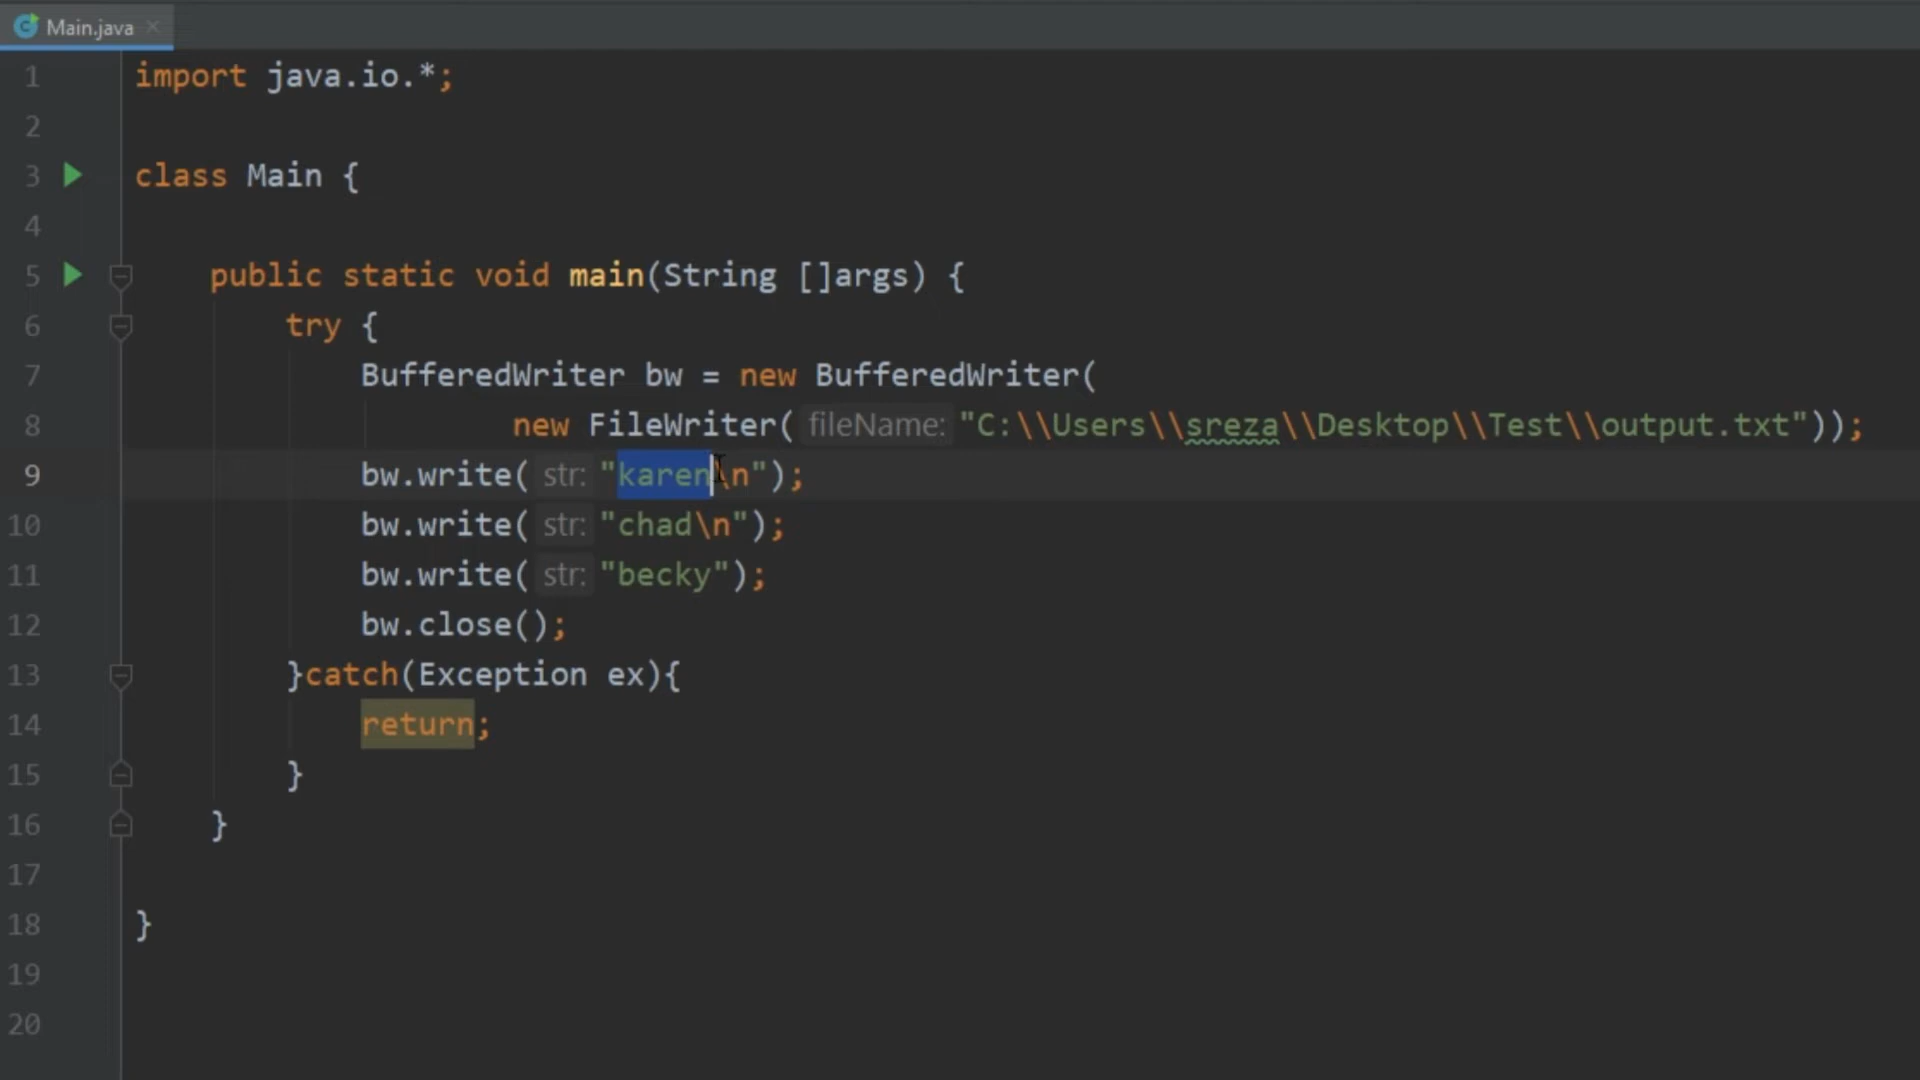 Main.java
1 import java.io.*;
2
3 class Main {
4
5 public static void main(String []args) {
6 try {
7 BufferedWriter bw = new BufferedWriter(
8 new FileWriter( fileName: "C:\\Users\\sreza\\Desktop\\Test\\output.txt"));
9 bw.write( str: "karen\n");
10 bw.write( str: "chad\n");
11 bw.write( str: "becky");
12 bw.close();
13 }catch(Exception ex){
14 return;
15 }
16 }
17
18 }
19
20